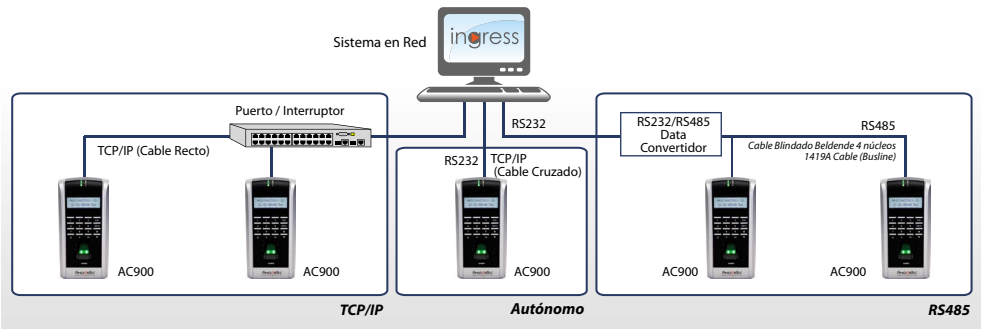 Sistema en Red
ingress
Puerto / Interruptor
TCP/IP (Cable Recto)
AC900
AC900
TCP/IP
RS232
RS232
TCP/IP
(Cable Cruzado)
AC900
Autónomo
RS232/RS485
Data
Convertidor
RS485
Cable Blindado Beldende 4 núcleos
1419A Cable (Busline)
AC900
AC900
RS485